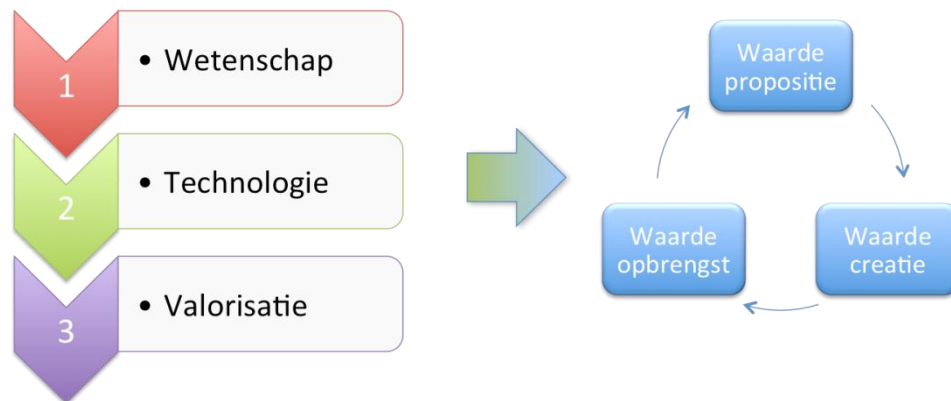 1
• Wetenschap
2
• Technologie
3
• Valorisatie
Waarde
propositie
Waarde
creatie
Waarde
opbrengst